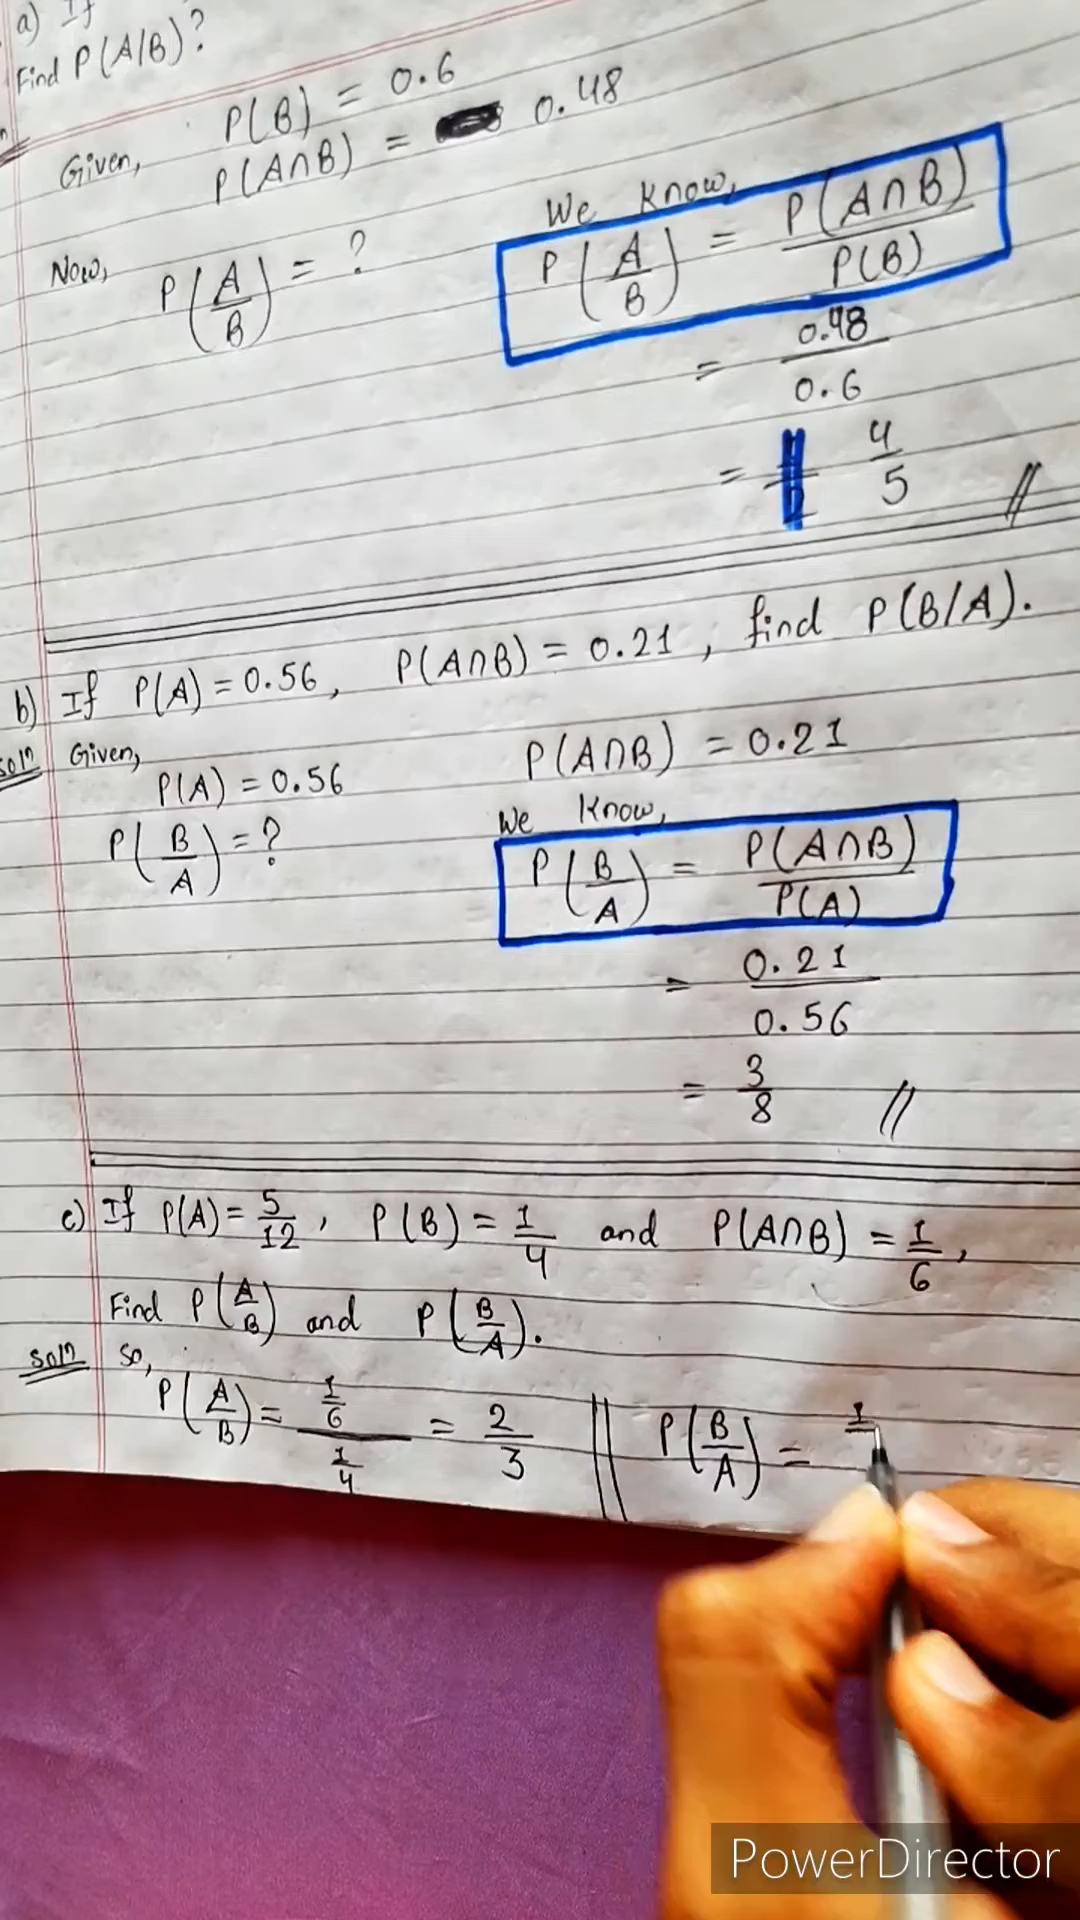 a) If
Find P(A/B)?
Given, P(B) = 0.6
P(A∩B) = 0.48
Now, P(A/B) = ?
We know,
P(A/B) = P(A∩B)/P(B)
= 0.48/0.6
= 4/5 //
b) If P(A) = 0.56, P(A∩B) = 0.21, find P(B/A).
Soln Given,
P(A) = 0.56
P(A∩B) = 0.21
P(B/A) = ?
We know,
P(B/A) = P(A∩B)/P(A)
= 0.21/0.56
= 3/8 //
c) If P(A) = 5/12, P(B) = 1/4 and P(A∩B) = 1/6,
Find P(A/B) and P(B/A).
Soln So,
P(A/B) = 1/6 / 1/4 = 2/3 || P(B/A) = 1
PowerDirector